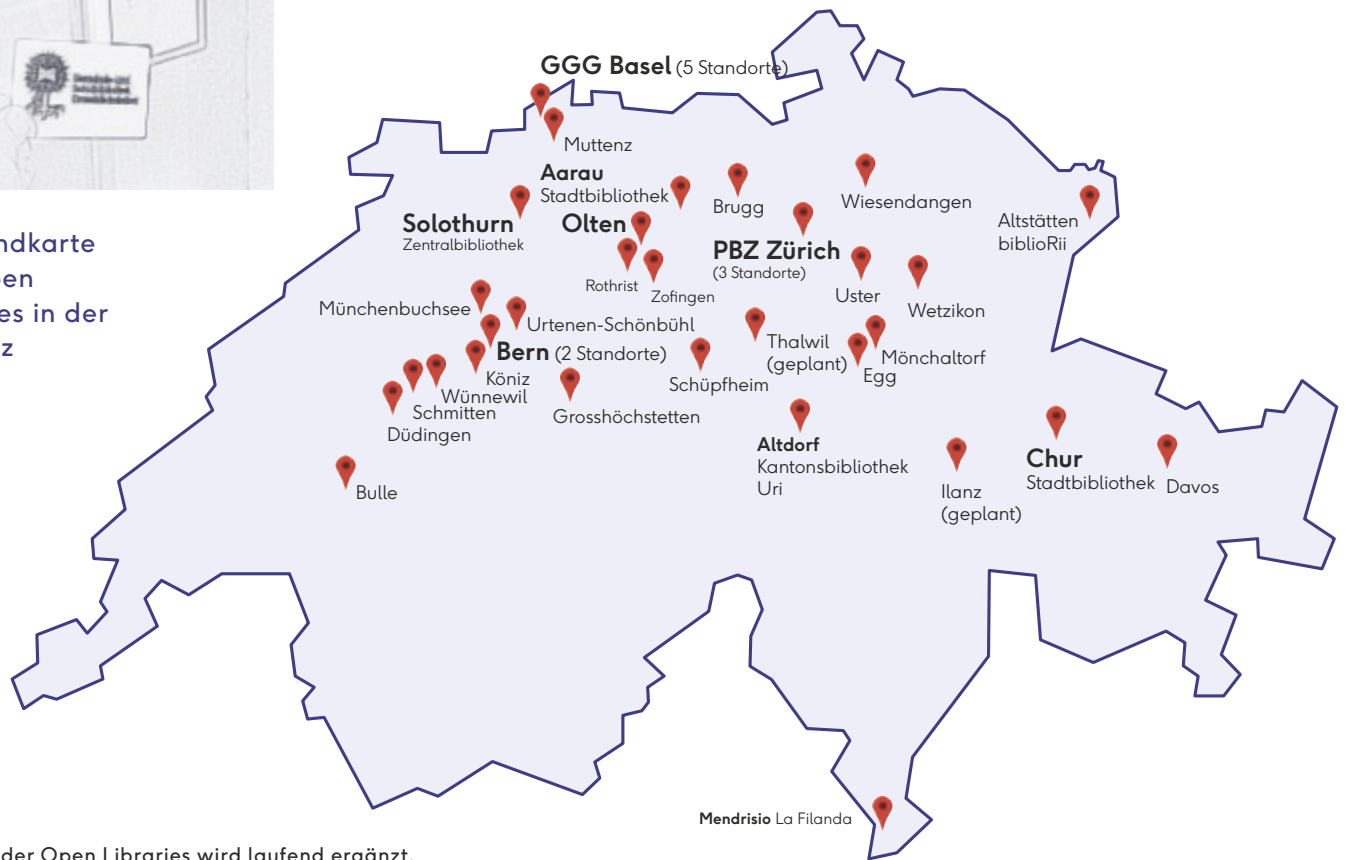 GGG Basel (5 Standorte)
Muttenz
Aarau
Stadtbibliothek
Brugg
Wiesendangen
Altstätten
biblioRii
Solothurn
Zentralbibliothek
Olten
PBZ Zürich
(3 Standorte)
Rothrist
Zofingen
Uster
Wetzikon
ndkarte
en
es in der
z
Münchenbuchsee
Urtenen-Schönbühl
Bern (2 Standorte)
Thalwil
(geplant)
Mönchaltorf
Egg
Köniz
Wünnewil
Schmitten
Düdingen
Schüpfheim
Grosshöchstetten
Altdorf
Kantonsbibliothek
Uri
Chur
Stadtbibliothek
Davos
Ilanz
(geplant)
Bulle
Mendrisio La Filanda
der Open Libraries wird laufend ergänzt.